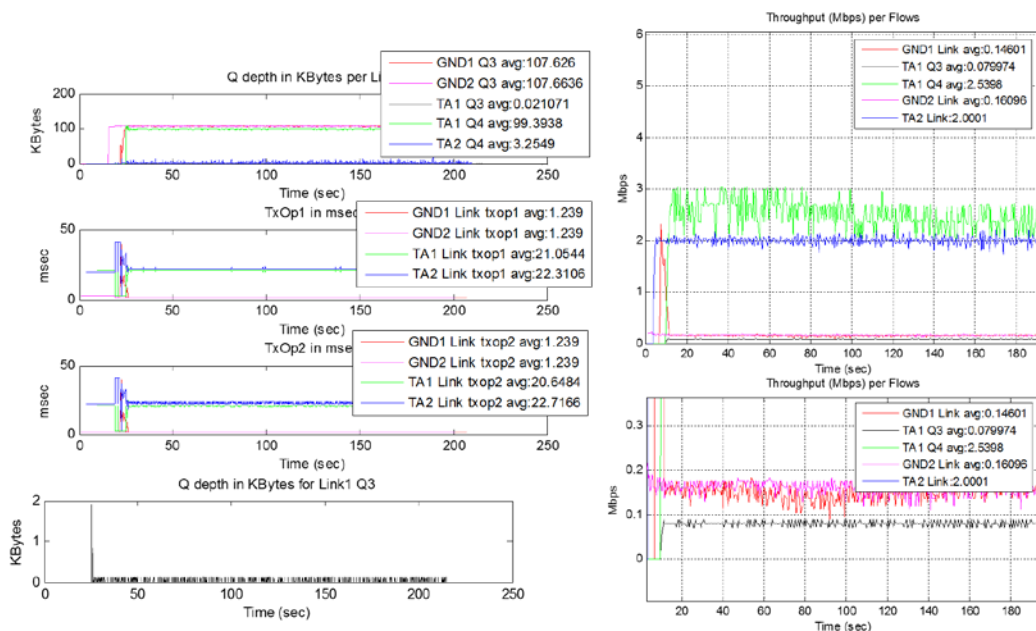 Q depth in KBytes per Li
GND1 Q3 avg:107.626
GND2 Q3 avg:107.6636
TA1 Q3 avg:0.021071
TA1 Q4 avg:99.3938
TA2 Q4 avg:3.2549
KBytes
200
100
0
0 50 100 150 200 250
Time (sec)
TxOp1 in msec
GND1 Link txop1 avg:1.239
GND2 Link txop1 avg:1.239
TA1 Link txop1 avg:21.0544
TA2 Link txop1 avg:22.3106
msec
50
0
0 50 100 150 200 250
Time (sec)
TxOp2 in mse
GND1 Link txop2 avg:1.239
GND2 Link txop2 avg:1.239
TA1 Link txop2 avg:20.6484
TA2 Link txop2 avg:22.7166
msec
50
0
0 50 100 150 200 250
Time (sec)
Q depth in KBytes for Link1 Q3
KBytes
2
1
0
0 50 100 150 200 250
Time (sec)
Throughput (Mbps) per Flows
GND1 Link avg:0.14601
TA1 Q3 avg:0.079974
TA1 Q4 avg:2.5398
GND2 Link avg:0.16096
TA2 Link:2.0001
Mbps
6
5
4
3
2
1
0
0 20 40 60 80 100 120 140 160 180
Time (sec)
Throughput (Mbps) per Flows
GND1 Link avg:0.14601
TA1 Q3 avg:0.079974
TA1 Q4 avg:2.5398
GND2 Link avg:0.16096
TA2 Link:2.0001
Mbps
0.3
0.2
0.1
0
20 40 60 80 100 120 140 160 180
Time (sec)